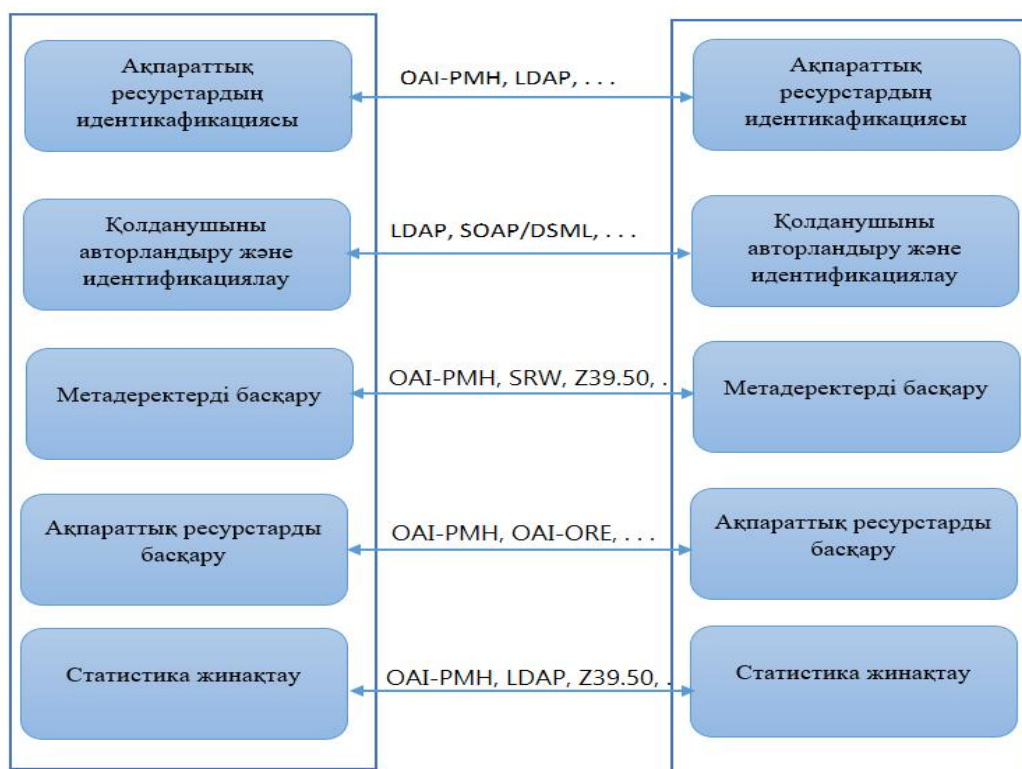 Ақпараттық
ресурстардың
идентикафикациясы
OAI-PMH, LDAP, . . .
Ақпараттық
ресурстардың
идентикафикациясы
Қолданушыны
авторландыру және
идентификациялау
LDAP, SOAP/DSML, . . .
Қолданушыны
авторландыру және
идентификациялау
Метадеректерді басқару
OAI-PMH, SRW, Z39.50, .
Метадеректерді басқару
Ақпараттық ресурстарды
басқару
OAI-PMH, OAI-ORE, . . .
Ақпараттық ресурстарды
басқару
Статистика жинақтау
OAI-PMH, LDAP, Z39.50, .
Статистика жинақтау